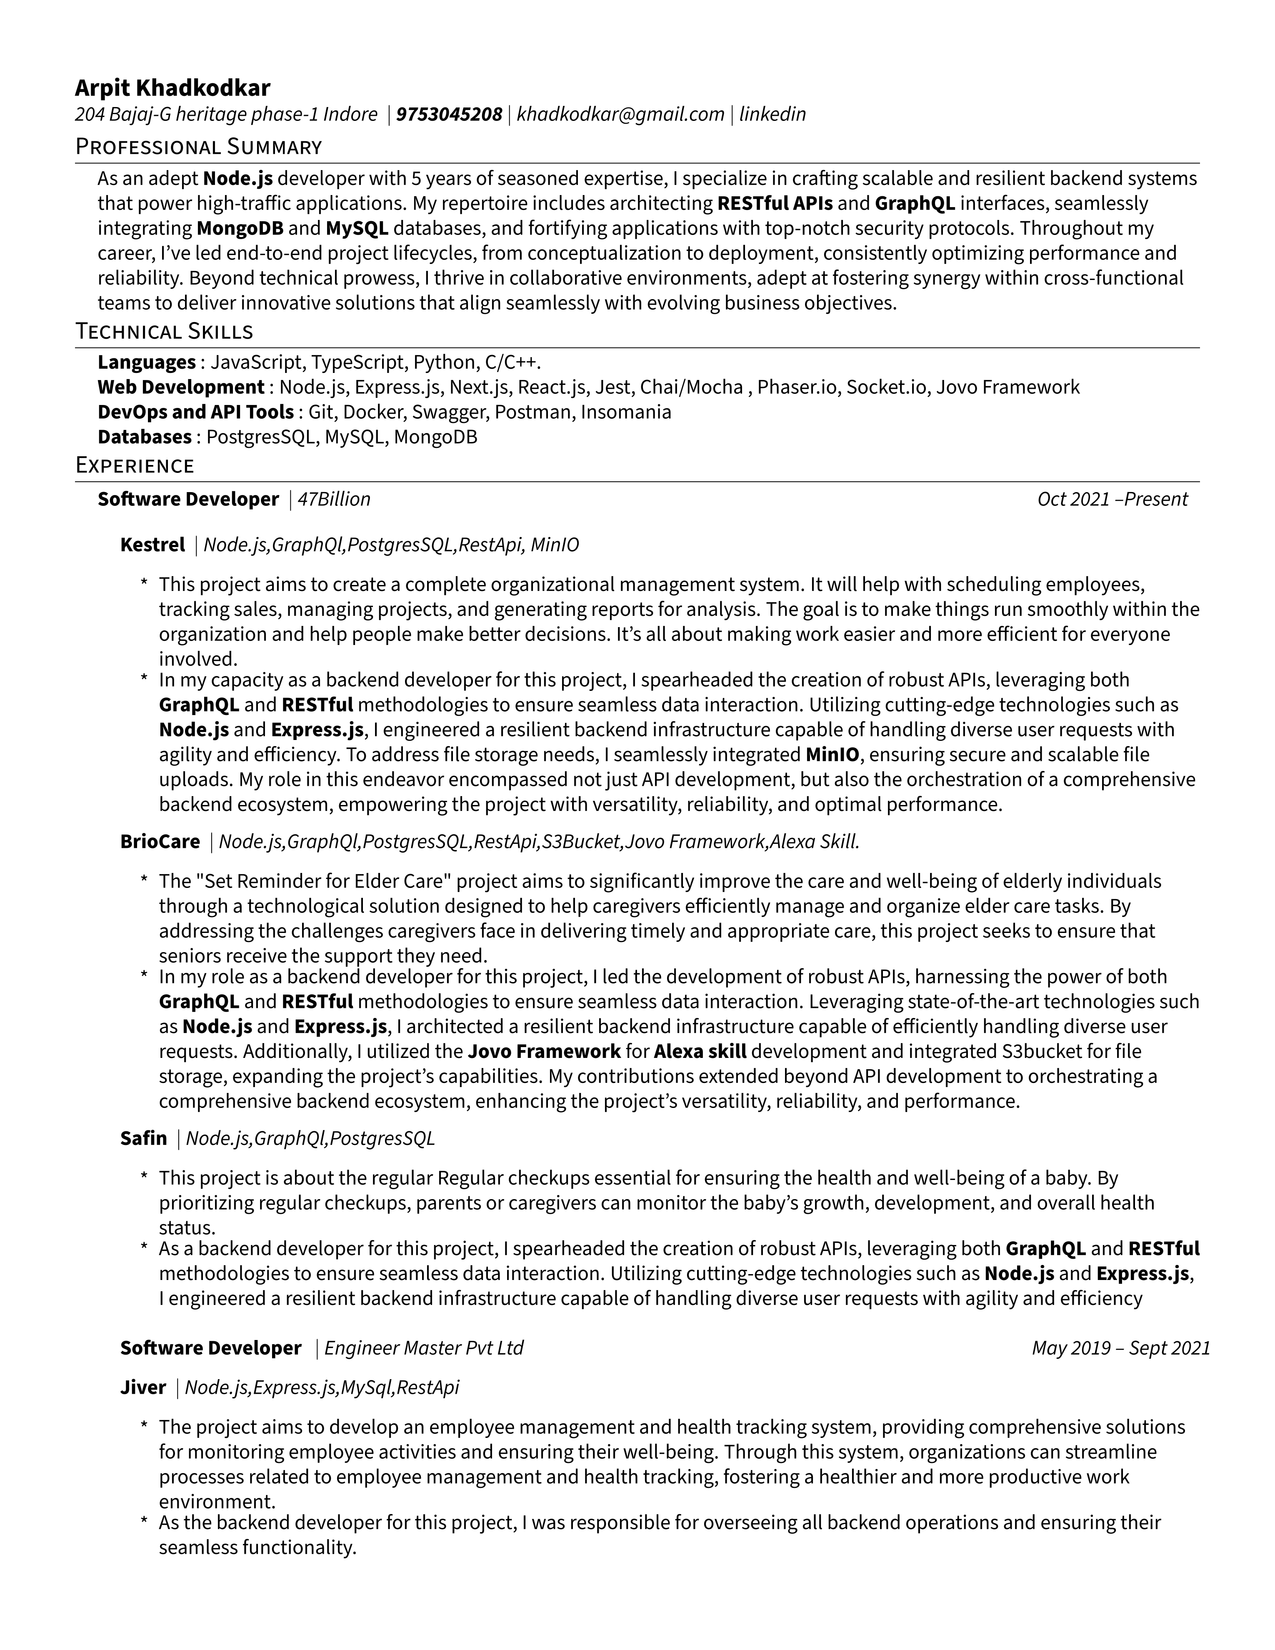 Arpit Khadkodkar
204 Bajaj-G heritage phase-1 Indore | 9753045208 | khadkodkar@gmail.com | linkedin
Professional Summary
As an adept Node.js developer with 5 years of seasoned expertise, I specialize in crafting scalable and resilient backend systems
that power high-traffic applications. My repertoire includes architecting RESTful APIs and GraphQL interfaces, seamlessly
integrating MongoDB and MySQL databases, and fortifying applications with top-notch security protocols. Throughout my
career, I’ve led end-to-end project lifecycles, from conceptualization to deployment, consistently optimizing performance and
reliability. Beyond technical prowess, I thrive in collaborative environments, adept at fostering synergy within cross-functional
teams to deliver innovative solutions that align seamlessly with evolving business objectives.
Technical Skills
Languages : JavaScript, TypeScript, Python, C/C++.
Web Development : Node.js, Express.js, Next.js, React.js, Jest, Chai/Mocha , Phaser.io, Socket.io, Jovo Framework
DevOps and API Tools : Git, Docker, Swagger, Postman, Insomania
Databases : PostgresSQL, MySQL, MongoDB
Experience
Software Developer | 47Billion Oct 2021 –Present
Kestrel | Node.js,GraphQl,PostgresSQL,RestApi, MinIO
* This project aims to create a complete organizational management system. It will help with scheduling employees,
tracking sales, managing projects, and generating reports for analysis. The goal is to make things run smoothly within the
organization and help people make better decisions. It’s all about making work easier and more efficient for everyone
involved.
* In my capacity as a backend developer for this project, I spearheaded the creation of robust APIs, leveraging both
GraphQL and RESTful methodologies to ensure seamless data interaction. Utilizing cutting-edge technologies such as
Node.js and Express.js, I engineered a resilient backend infrastructure capable of handling diverse user requests with
agility and efficiency. To address file storage needs, I seamlessly integrated MinIO, ensuring secure and scalable file
uploads. My role in this endeavor encompassed not just API development, but also the orchestration of a comprehensive
backend ecosystem, empowering the project with versatility, reliability, and optimal performance.
BrioCare | Node.js,GraphQl,PostgresSQL,RestApi,S3Bucket,Jovo Framework,Alexa Skill.
* The "Set Reminder for Elder Care" project aims to significantly improve the care and well-being of elderly individuals
through a technological solution designed to help caregivers efficiently manage and organize elder care tasks. By
addressing the challenges caregivers face in delivering timely and appropriate care, this project seeks to ensure that
seniors receive the support they need.
* In my role as a backend developer for this project, I led the development of robust APIs, harnessing the power of both
GraphQL and RESTful methodologies to ensure seamless data interaction. Leveraging state-of-the-art technologies such
as Node.js and Express.js, I architected a resilient backend infrastructure capable of efficiently handling diverse user
requests. Additionally, I utilized the Jovo Framework for Alexa skill development and integrated S3bucket for file
storage, expanding the project’s capabilities. My contributions extended beyond API development to orchestrating a
comprehensive backend ecosystem, enhancing the project’s versatility, reliability, and performance.
Safin | Node.js,GraphQl,PostgresSQL
* This project is about the regular Regular checkups essential for ensuring the health and well-being of a baby. By
prioritizing regular checkups, parents or caregivers can monitor the baby’s growth, development, and overall health
status.
* As a backend developer for this project, I spearheaded the creation of robust APIs, leveraging both GraphQL and RESTful
methodologies to ensure seamless data interaction. Utilizing cutting-edge technologies such as Node.js and Express.js,
I engineered a resilient backend infrastructure capable of handling diverse user requests with agility and efficiency
Software Developer | Engineer Master Pvt Ltd May 2019 – Sept 2021
Jiver | Node.js,Express.js,MySql,RestApi
* The project aims to develop an employee management and health tracking system, providing comprehensive solutions
for monitoring employee activities and ensuring their well-being. Through this system, organizations can streamline
processes related to employee management and health tracking, fostering a healthier and more productive work
environment.
* As the backend developer for this project, I was responsible for overseeing all backend operations and ensuring their
seamless functionality.